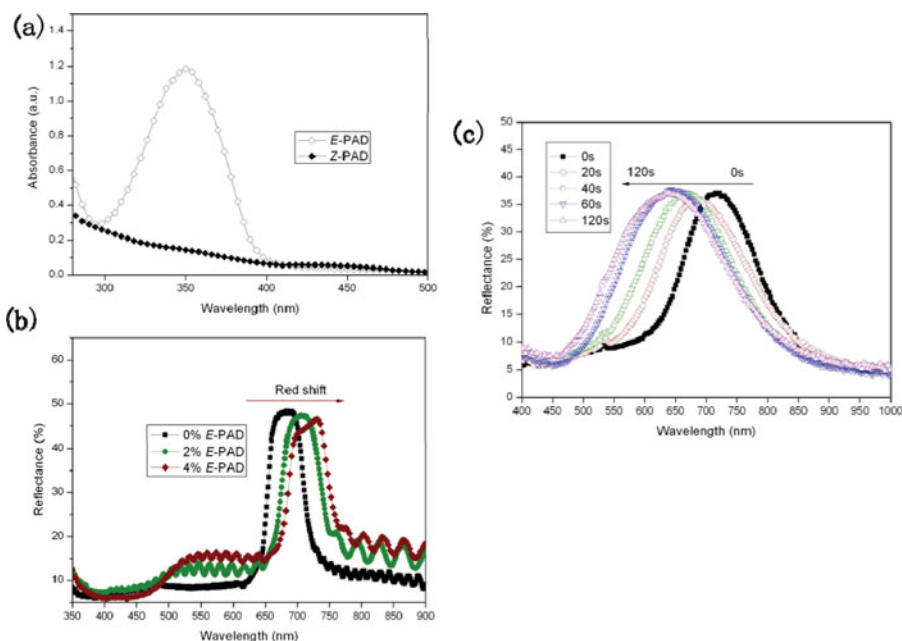 (a)
1.4
1.2
1.0
0.8
0.6
0.4
0.2
0.0
Absorbance (a.u.)
E-PAD
Z-PAD
300
350
400
450
500
Wavelength (nm)
(b)
60
50
40
30
20
10
Reflectance (%)
Red shift
0% E-PAD
2% E-PAD
4% E-PAD
350
400
450
500
550
600
650
700
750
800
850
900
Wavelength (nm)
(c)
50
45
40
35
30
25
20
15
10
5
0
Reflectance (%)
0s
20s
40s
60s
120s
120s
0s
400
450
500
550
600
650
700
750
800
850
900
950
1000
Wavelength (nm)